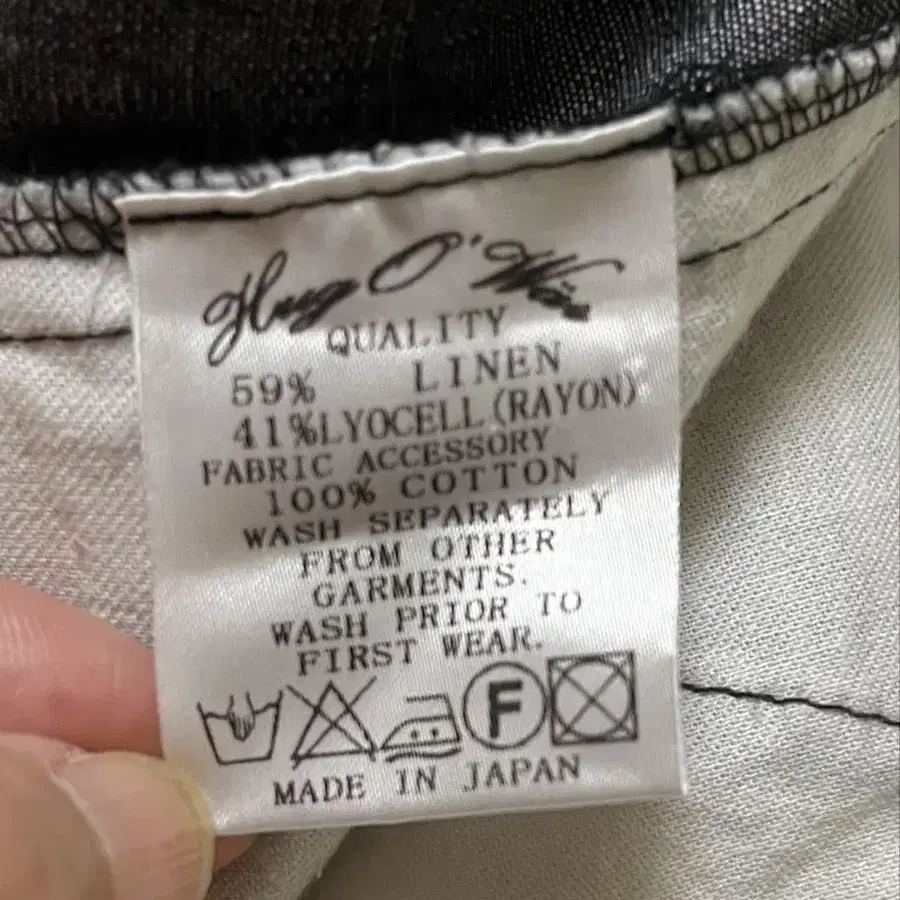 Hug O' Wär
QUALITY
59% LINEN
41%LYOCELL(RAYON)
FABRIC ACCESSORY
100% COTTON
WASH SEPARATELY
FROM OTHER
GARMENTS.
WASH PRIOR TO
FIRST WEAR.
F
MADE IN JAPAN